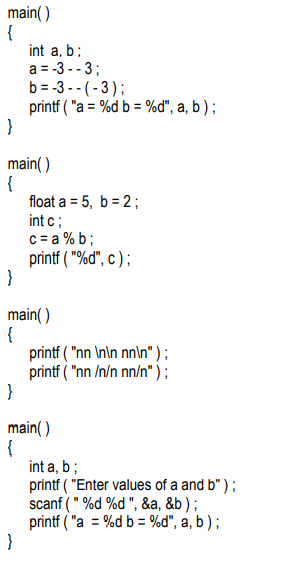 main( )
{
int a, b ;
a = -3 - - 3 ;
b = -3 - - ( - 3 ) ;
printf ( "a = %d b = %d", a, b ) ;
}
main( )
{
float a = 5, b = 2 ;
int c ;
c = a % b ;
printf ( "%d", c ) ;
}
main( )
{
printf ( "nn \n\n nn\n" ) ;
printf ( "nn /n/n nn/n" ) ;
}
main( )
{
int a, b ;
printf ( "Enter values of a and b" ) ;
scanf ( " %d %d ", &a, &b ) ;
printf ( "a = %d b = %d", a, b ) ;
}